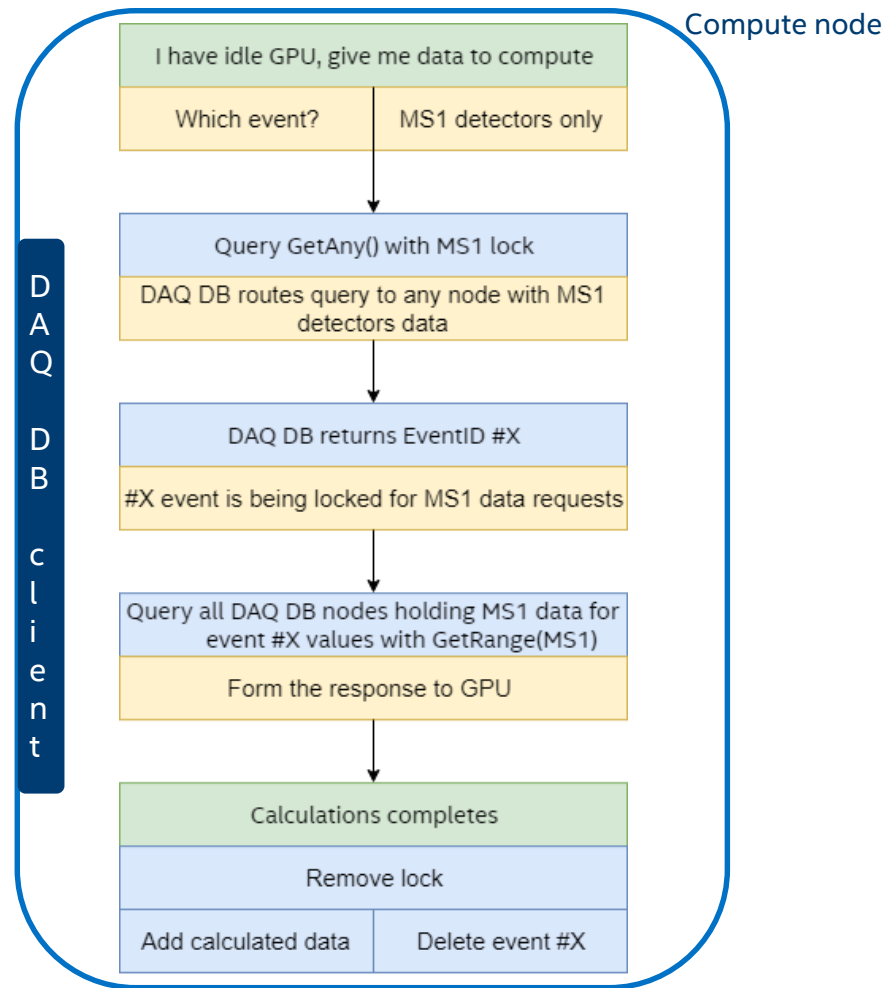 Compute node
I have idle GPU, give me data to compute
Which event?
MS1 detectors only
Query GetAny() with MS1 lock
DAQ DB routes query to any node with MS1
detectors data
DAQ DB returns EventID #X
#X event is being locked for MS1 data requests
Query all DAQ DB nodes holding MS1 data for
event #X values with GetRange(MS1)
Form the response to GPU
Calculations completes
Remove lock
Add calculated data
Delete event #X
DAQ DB client